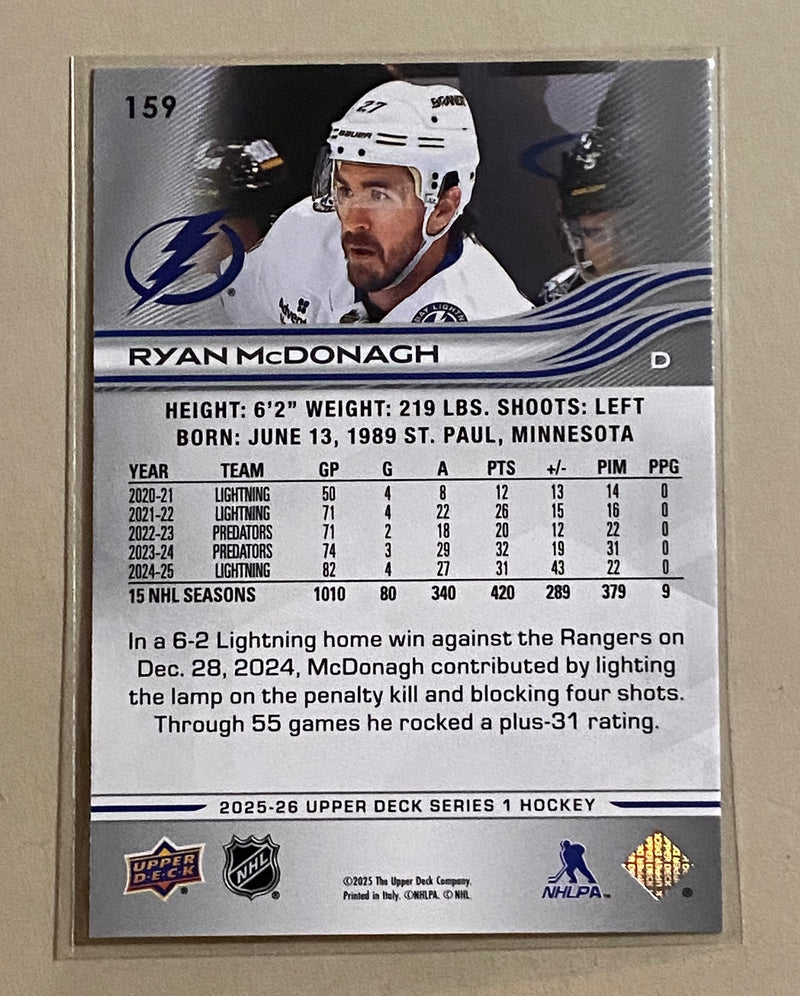 159
27
BAUER
RYAN McDONAGH
D
HEIGHT: 6'2" WEIGHT: 219 LBS. SHOOTS: LEFT
BORN: JUNE 13, 1989 ST. PAUL, MINNESOTA
YEAR TEAM GP G A PTS +/- PIM PPG
2020-21 LIGHTNING 50 4 8 12 13 14 0
2021-22 LIGHTNING 71 4 22 26 15 16 0
2022-23 PREDATORS 71 2 18 20 12 22 0
2023-24 PREDATORS 74 3 29 32 19 31 0
2024-25 LIGHTNING 82 4 27 31 43 22 0
15 NHL SEASONS 1010 80 340 420 289 379 9
In a 6-2 Lightning home win against the Rangers on
Dec. 28, 2024, McDonagh contributed by lighting
the lamp on the penalty kill and blocking four shots.
Through 55 games he rocked a plus-31 rating.
2025-26 UPPER DECK SERIES 1 HOCKEY
UPPER DECK ®
NHL ®
©2025 The Upper Deck Company.
Printed in Italy. ©NHLPA. © NHL
NHLPA™
®